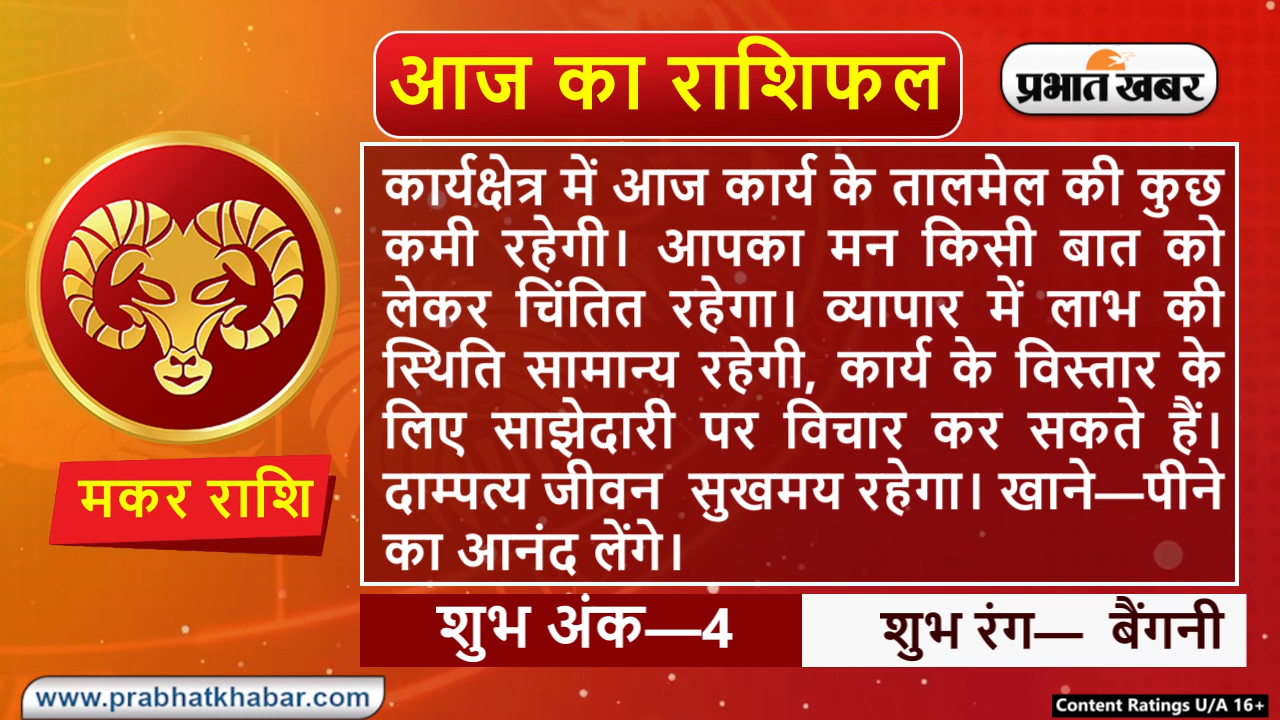 आज का राशिफल
प्रभात खबर
कार्यक्षेत्र में आज कार्य के तालमेल की कुछ
कमी रहेगी। आपका मन किसी बात को
लेकर चिंतित रहेगा। व्यापार में लाभ की
स्थिति सामान्य रहेगी, कार्य के विस्तार के
लिए साझेदारी पर विचार कर सकते हैं।
दाम्पत्य जीवन सुखमय रहेगा। खाने—पीने
का आनंद लेंगे।
मकर राशि
शुभ अंक—4
शुभ रंग— बैंगनी
www.prabhatkhabar.com
Content Ratings U/A 16+